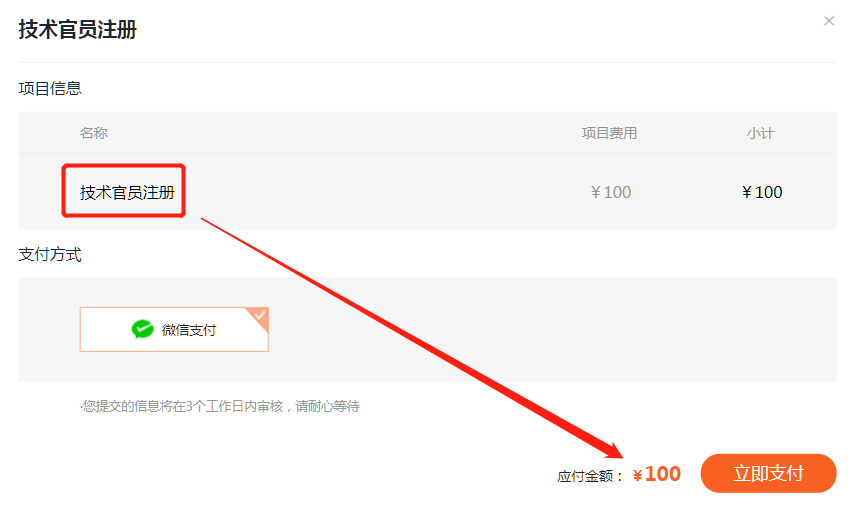 技术官员注册
×
项目信息
名称 项目费用 小计
技术官员注册 ￥100 ￥100
支付方式
微信支付
·您提交的信息将在3个工作日内审核，请耐心等待
应付金额： ￥100 立即支付